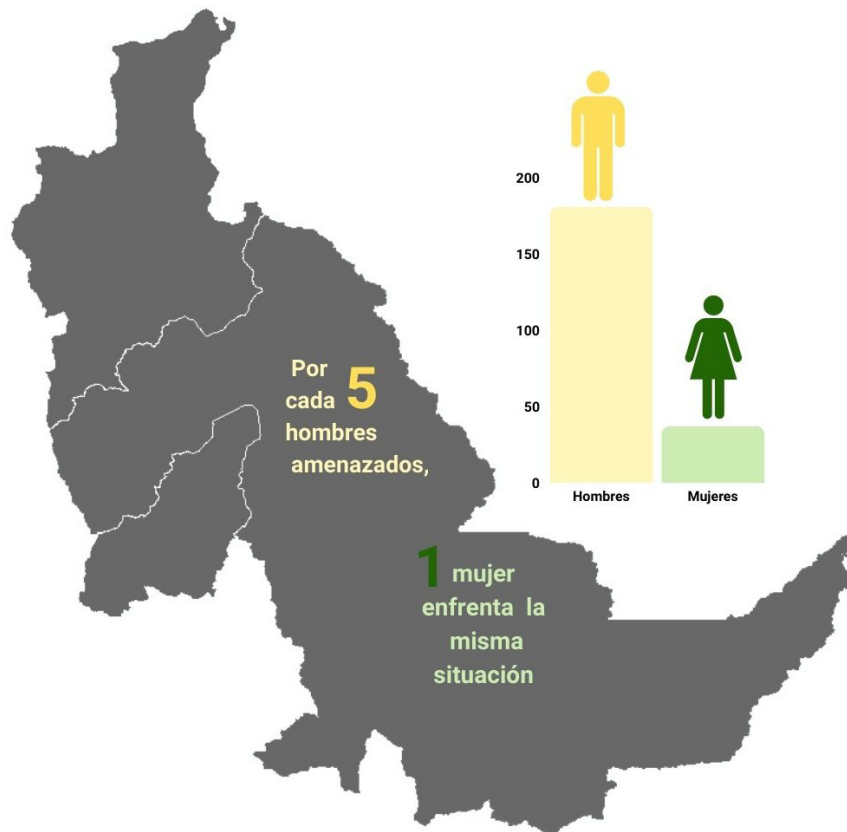 Por
cada 5
hombres
amenazados,
1 mujer
enfrenta la
misma
situación
200
150
100
50
0
Hombres Mujeres